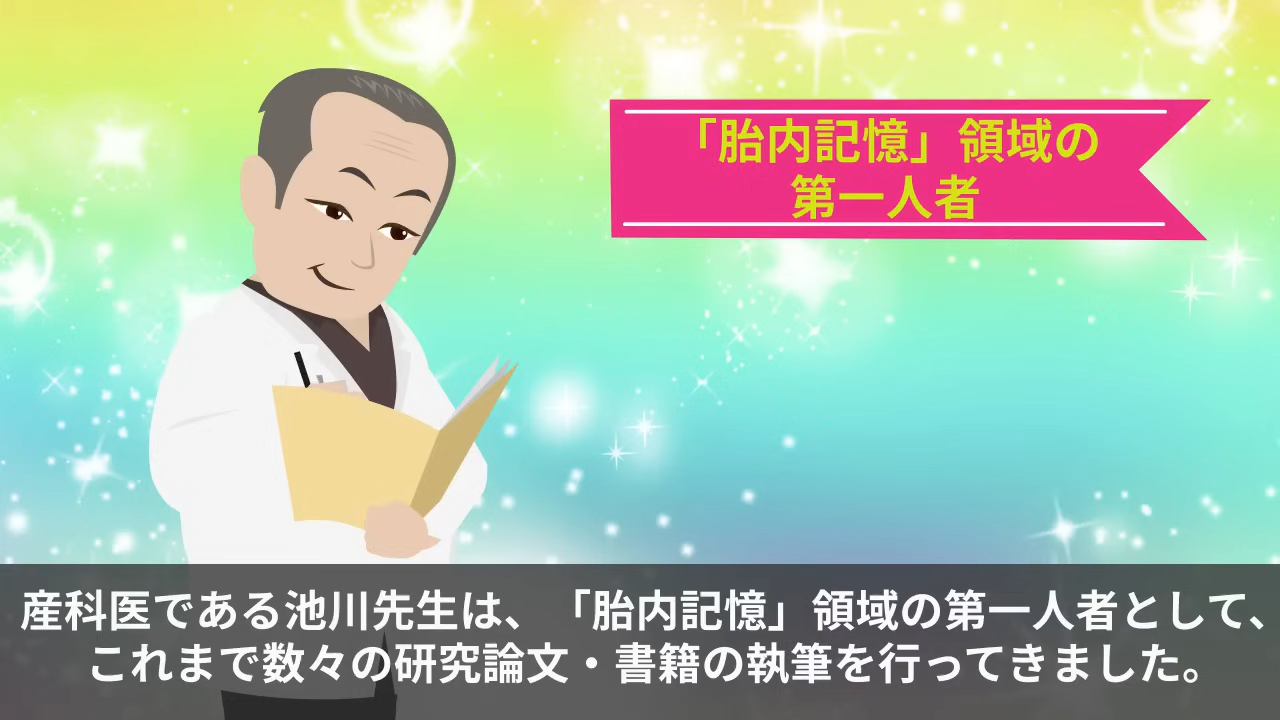 「胎内記憶」領域の
第一人者
産科医である池川先生は、「胎内記憶」領域の第一人者として、
これまで数々の研究論文・書籍の執筆を行ってきました。